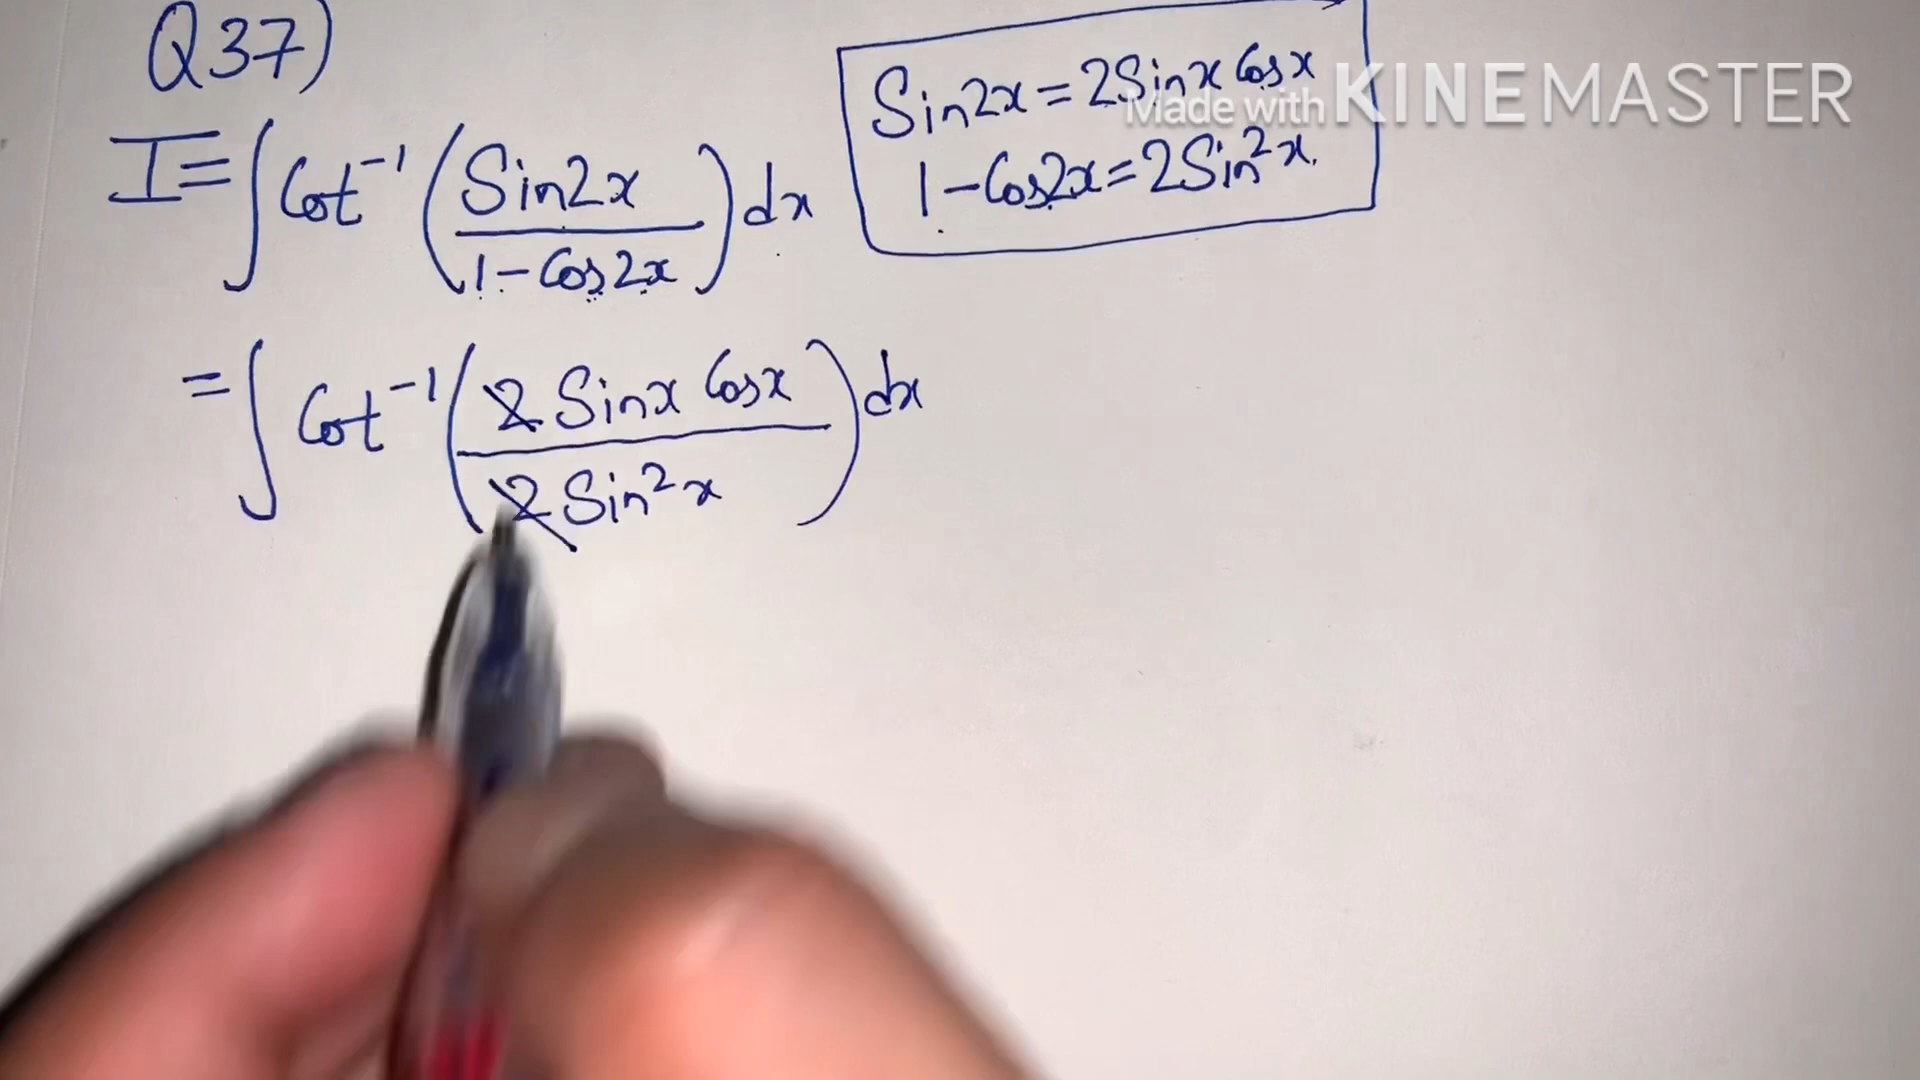 Q37)
I = ∫ Cot⁻¹ (Sin2x / 1 - Cos2x) dx
Sin2x = 2Sinx Cosx
1 - Cos2x = 2Sin²x.
Made with KINEMASTER
= ∫ Cot⁻¹ (2 Sinx Cosx / 2 Sin²x) dx